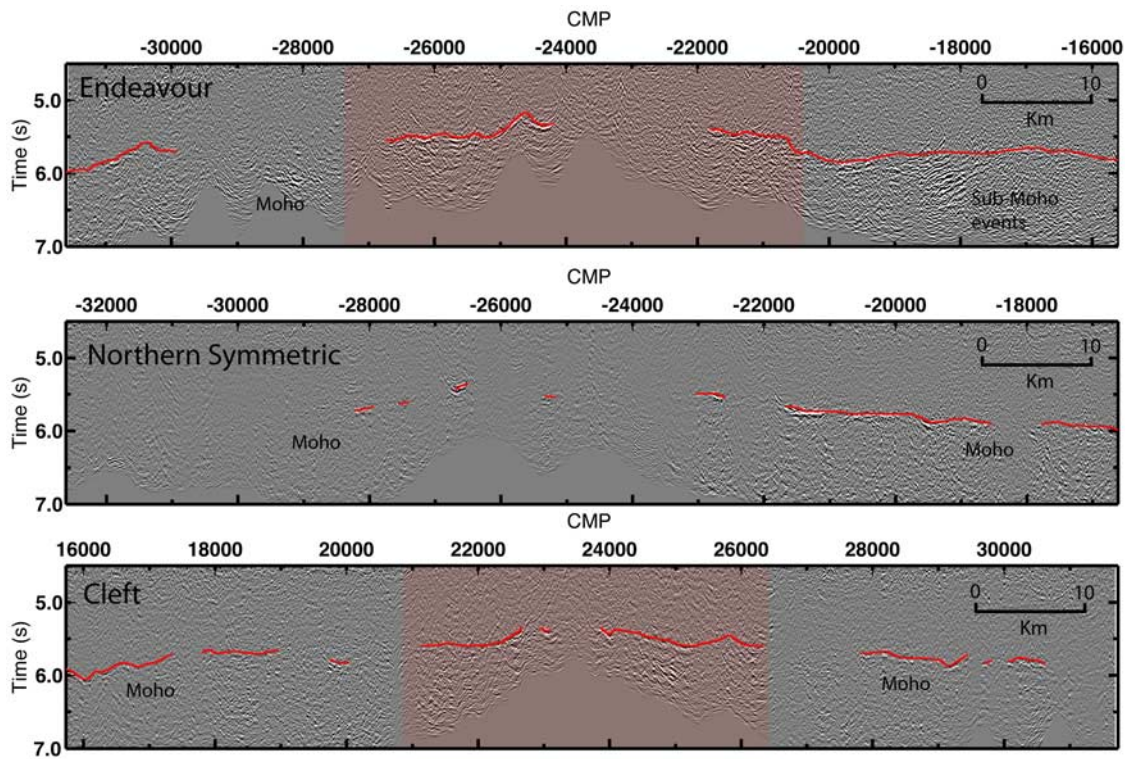 CMP
-30000 -28000 -26000 -24000 -22000 -20000 -18000 -16000
Endeavour
0 10
Km
5.0
Time (s)
6.0
Moho
Sub-Moho
events
7.0
CMP
-32000 -30000 -28000 -26000 -24000 -22000 -20000 -18000
Northern Symmetric
0 10
Km
5.0
Time (s)
6.0
Moho
Moho
7.0
CMP
16000 18000 20000 22000 24000 26000 28000 30000
Cleft
0 10
Km
5.0
Time (s)
6.0
Moho
Moho
7.0